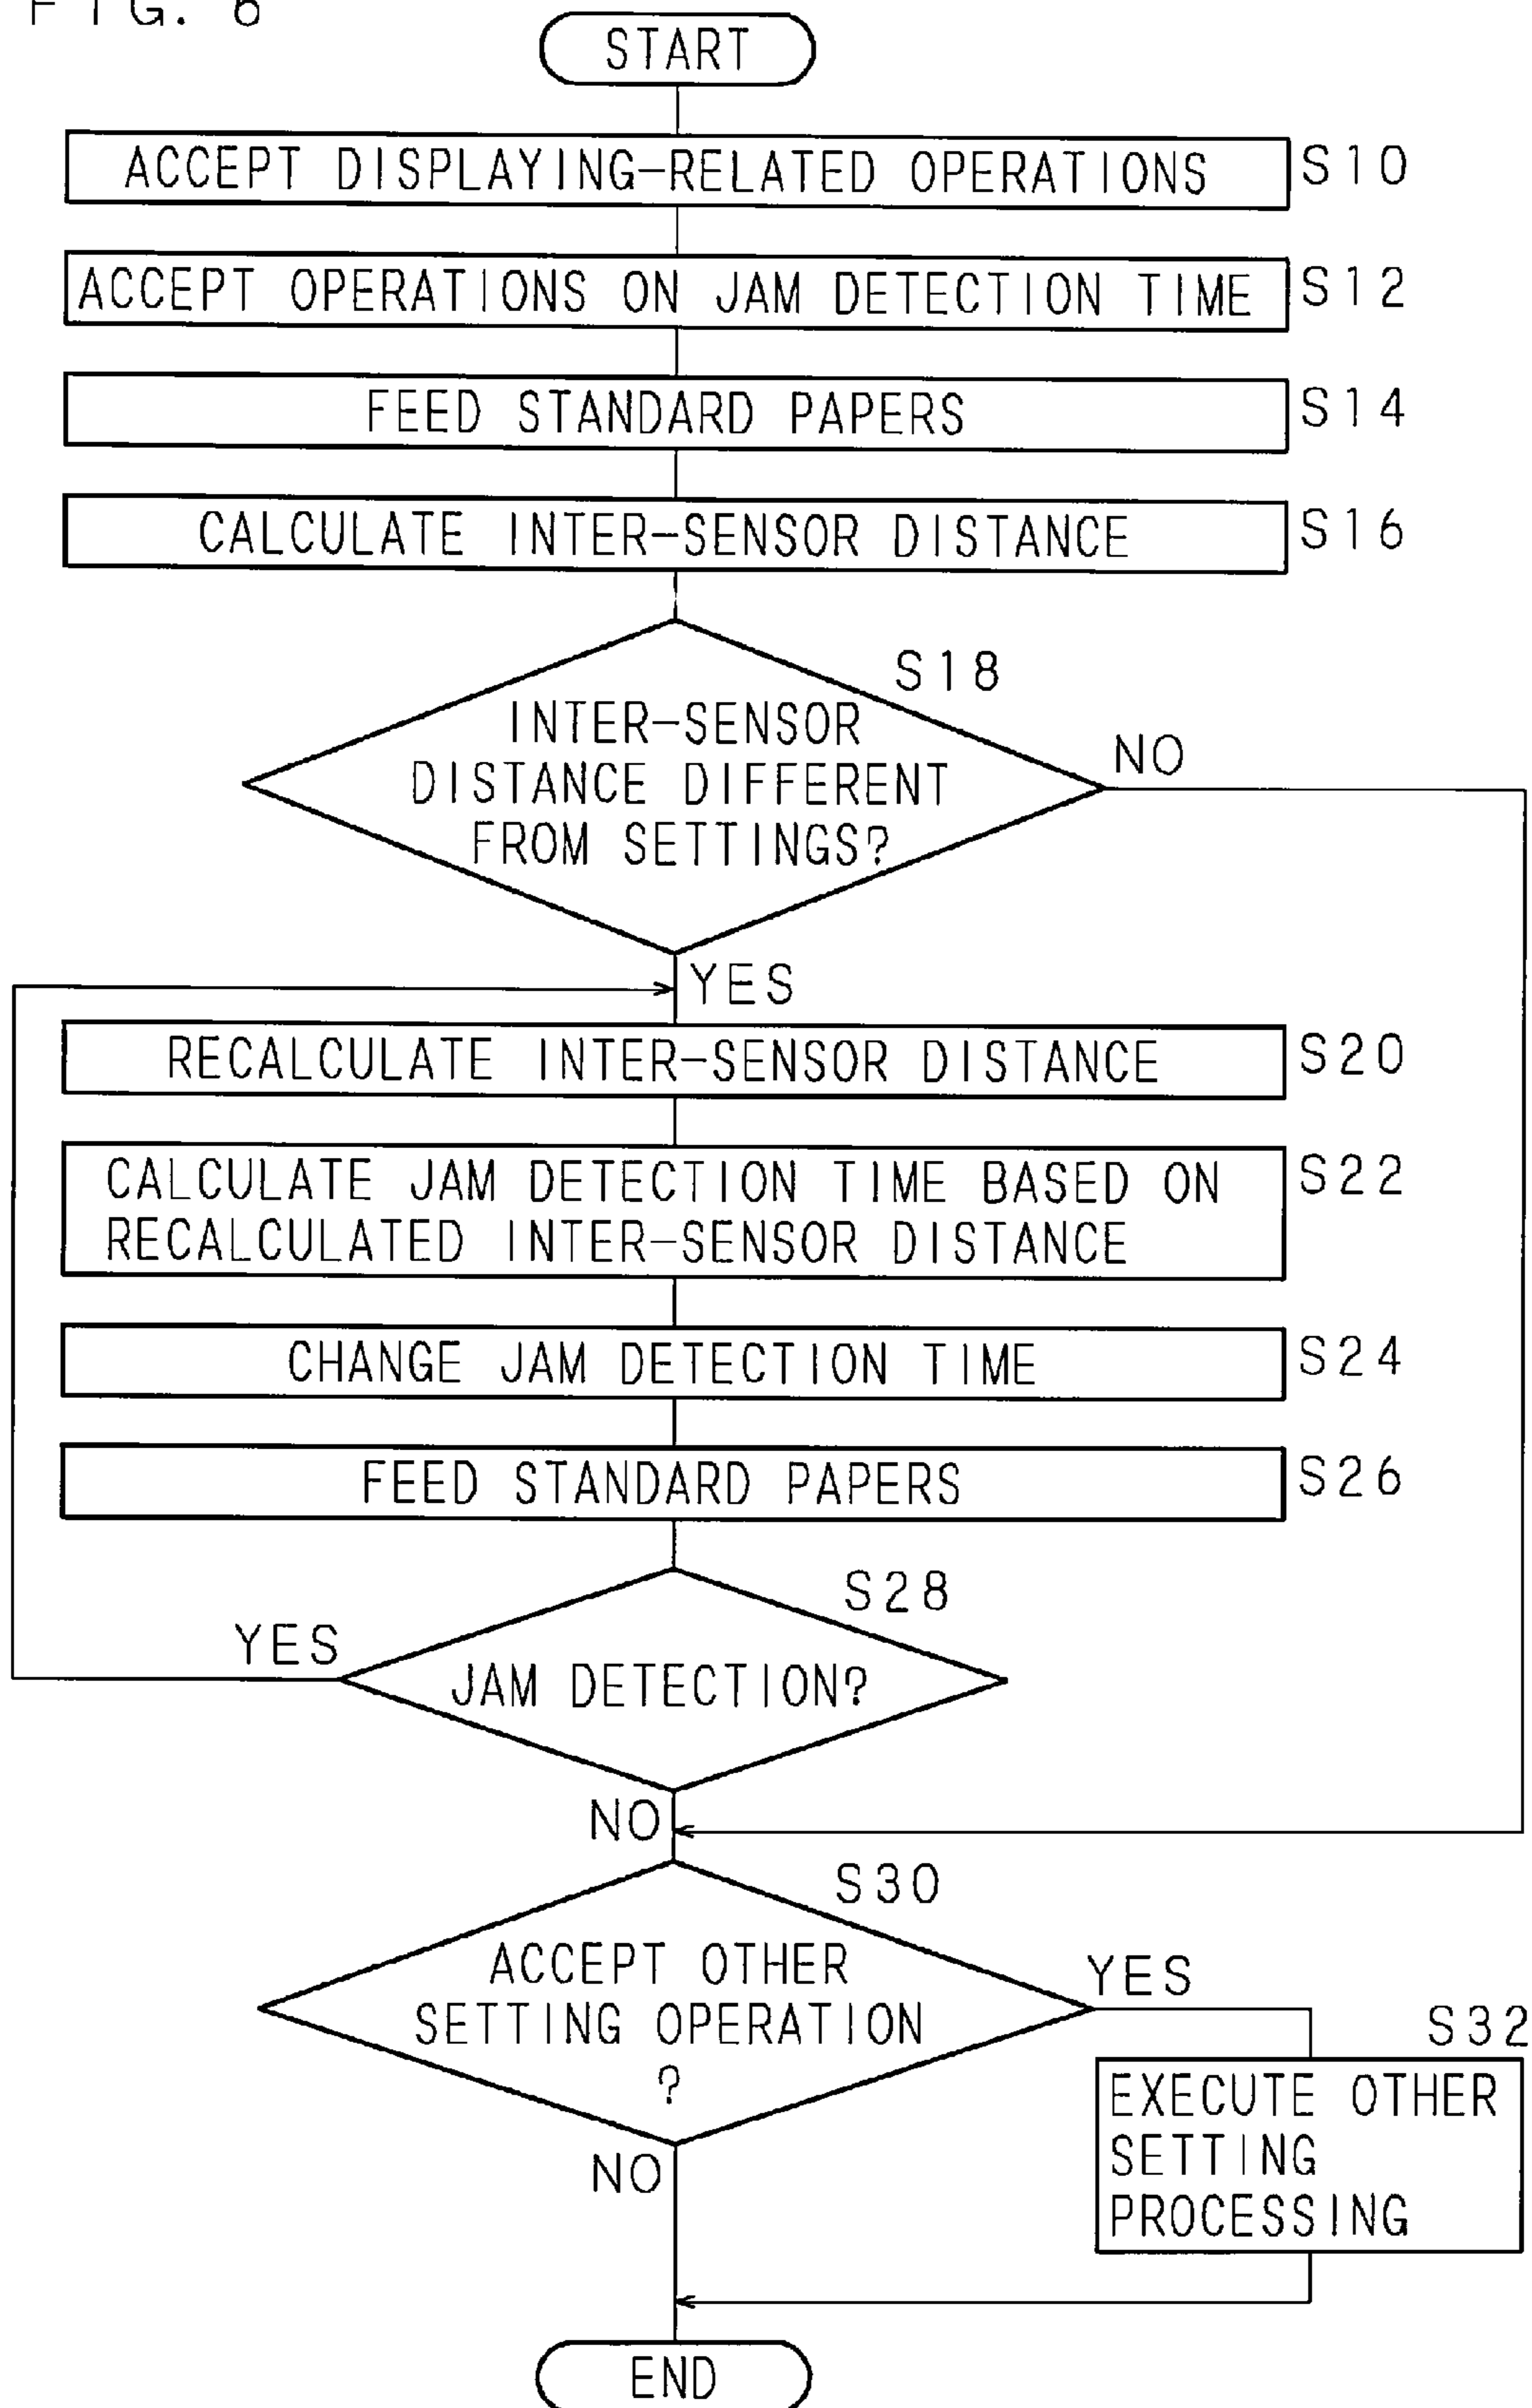 FIG. 6
START
ACCEPT DISPLAYING-RELATED OPERATIONS
S10
ACCEPT OPERATIONS ON JAM DETECTION TIME
S12
FEED STANDARD PAPERS
S14
CALCULATE INTER-SENSOR DISTANCE
S16
S18
INTER-SENSOR
DISTANCE DIFFERENT
FROM SETTINGS?
NO
YES
RECALCULATE INTER-SENSOR DISTANCE
S20
CALCULATE JAM DETECTION TIME BASED ON
RECALCULATED INTER-SENSOR DISTANCE
S22
CHANGE JAM DETECTION TIME
S24
FEED STANDARD PAPERS
S26
S28
YES
JAM DETECTION?
NO
S30
ACCEPT OTHER
SETTING OPERATION
?
YES
S32
EXECUTE OTHER
SETTING
PROCESSING
NO
END